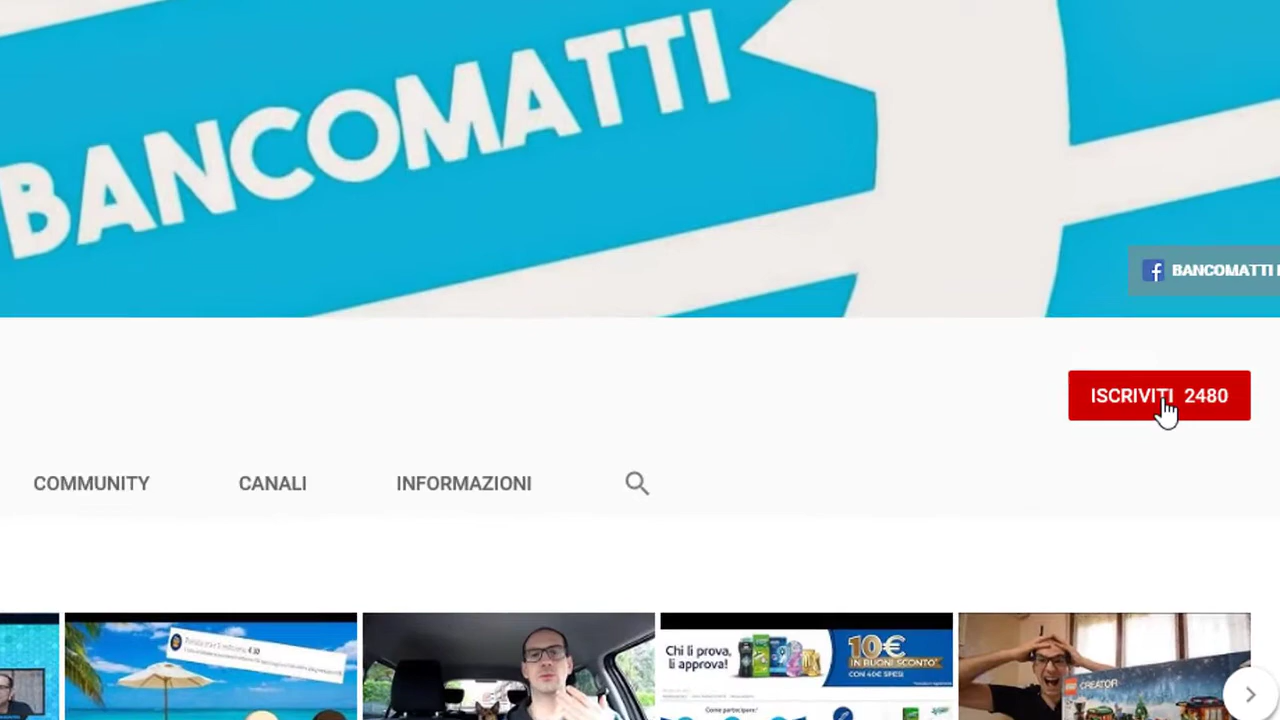 BANCOMATTI
BANCOMATTI
ISCRIVITI 2480
COMMUNITY
CANALI
INFORMAZIONI
Chi li prova,
li approva!
10€
IN BUONI SCONTO*
CON 40€ SPESI
Come partecipare?
LEGO
CREATOR